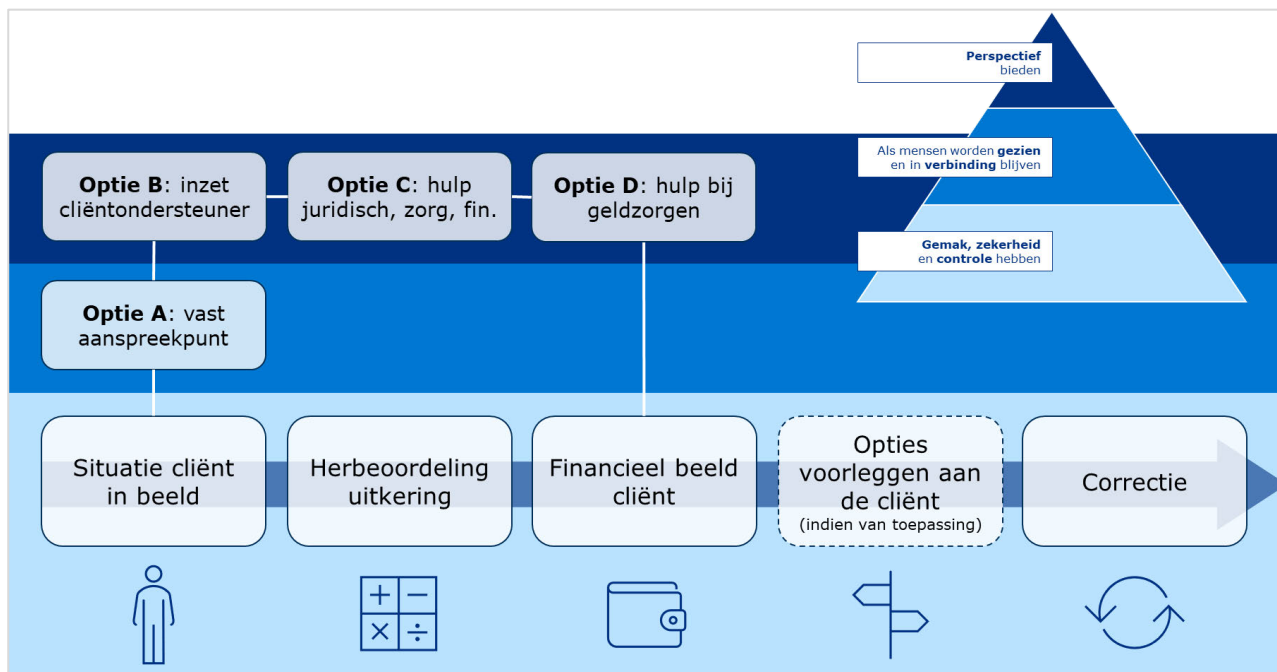 Perspectief
bieden
Als mensen worden gezien
en in verbinding blijven
Gemak, zekerheid
en controle hebben
Optie B: inzet
cliëntondersteuner
Optie C: hulp
juridisch, zorg, fin.
Optie D: hulp bij
geldzorgen
Optie A: vast
aanspreekpunt
Situatie cliënt
in beeld
Herbeoordeling
uitkering
Financieel beeld
cliënt
Opties
voorleggen aan
de cliënt
(indien van toepassing)
Correctie